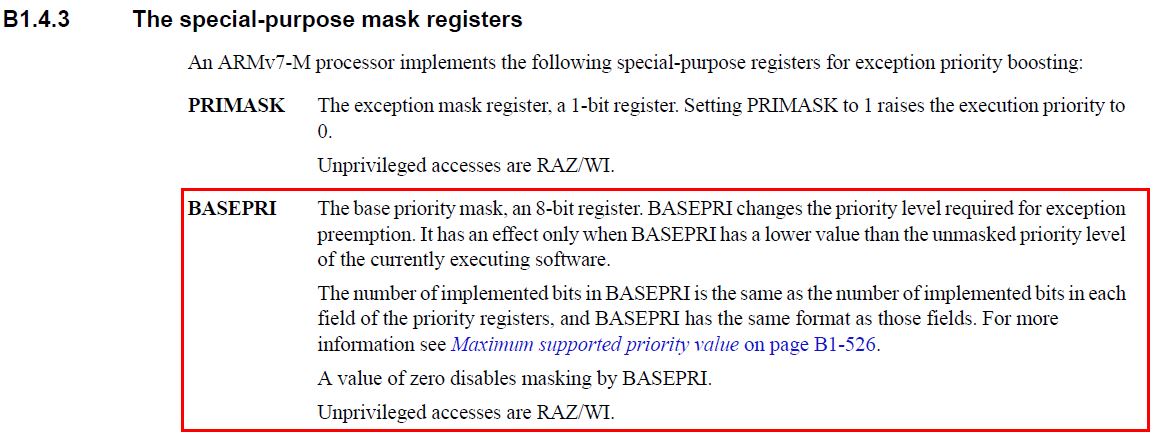 B1.4.3 The special-purpose mask registers
An ARMv7-M processor implements the following special-purpose registers for exception priority boosting:
PRIMASK The exception mask register, a 1-bit register. Setting PRIMASK to 1 raises the execution priority to
0.
Unprivileged accesses are RAZ/WI.
BASEPRI The base priority mask, an 8-bit register. BASEPRI changes the priority level required for exception
preemption. It has an effect only when BASEPRI has a lower value than the unmasked priority level
of the currently executing software.
The number of implemented bits in BASEPRI is the same as the number of implemented bits in each
field of the priority registers, and BASEPRI has the same format as those fields. For more
information see Maximum supported priority value on page B1-526.
A value of zero disables masking by BASEPRI.
Unprivileged accesses are RAZ/WI.